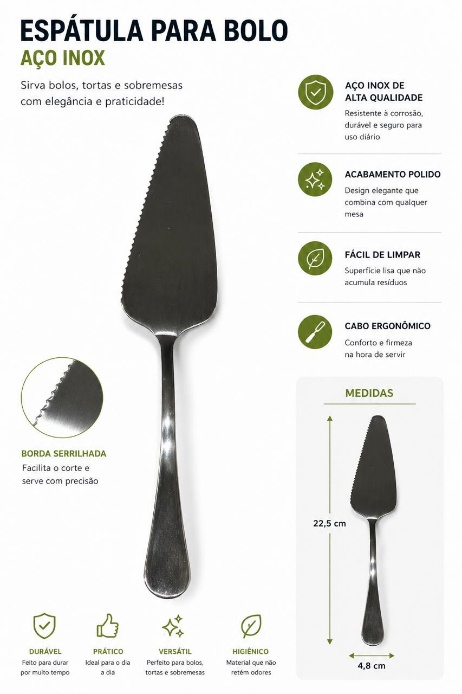 ESPÁTULA PARA BOLO
AÇO INOX
Sirva bolos, tortas e sobremesas
com elegância e praticidade!
AÇO INOX DE
ALTA QUALIDADE
Resistente à corrosão,
durável e seguro para
uso diário
ACABAMENTO POLIDO
Design elegante que
combina com qualquer
mesa
FÁCIL DE LIMPAR
Superfície lisa que não
acumula resíduos
CABO ERGONÔMICO
Conforto e firmeza
na hora de servir
BORDA SERRILHADA
Facilita o corte e
serve com precisão
MEDIDAS
22,5 cm
4,8 cm
DURÁVEL
Feito para durar
por muito tempo
PRÁTICO
Ideal para o dia
a dia
VERSÁTIL
Perfeito para bolos,
tortas e sobremesas
HIGIÊNICO
Material que não
retém odores